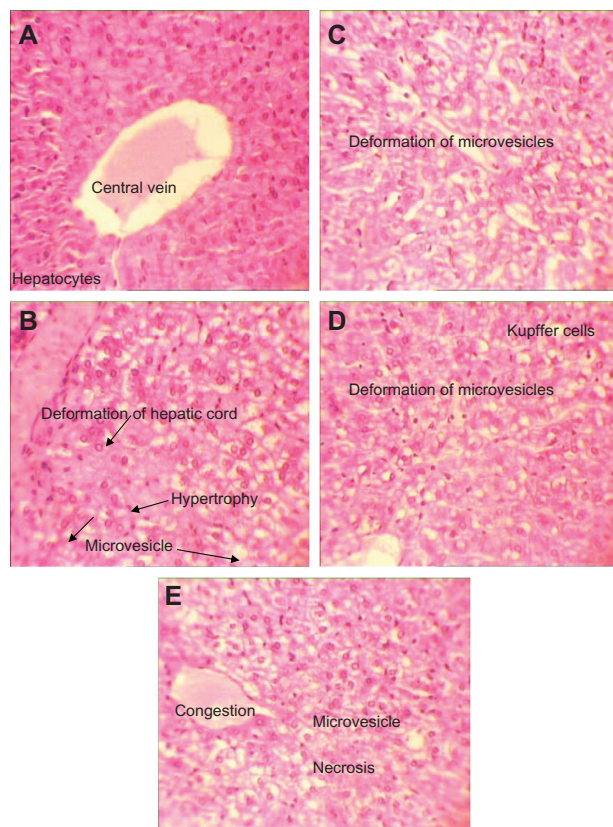 A
Central vein
Hepatocytes
B
Deformation of hepatic cord
Hypertrophy
Microvesicle
C
Deformation of microvesicles
D
Kupffer cells
Deformation of microvesicles
E
Congestion
Microvesicle
Necrosis